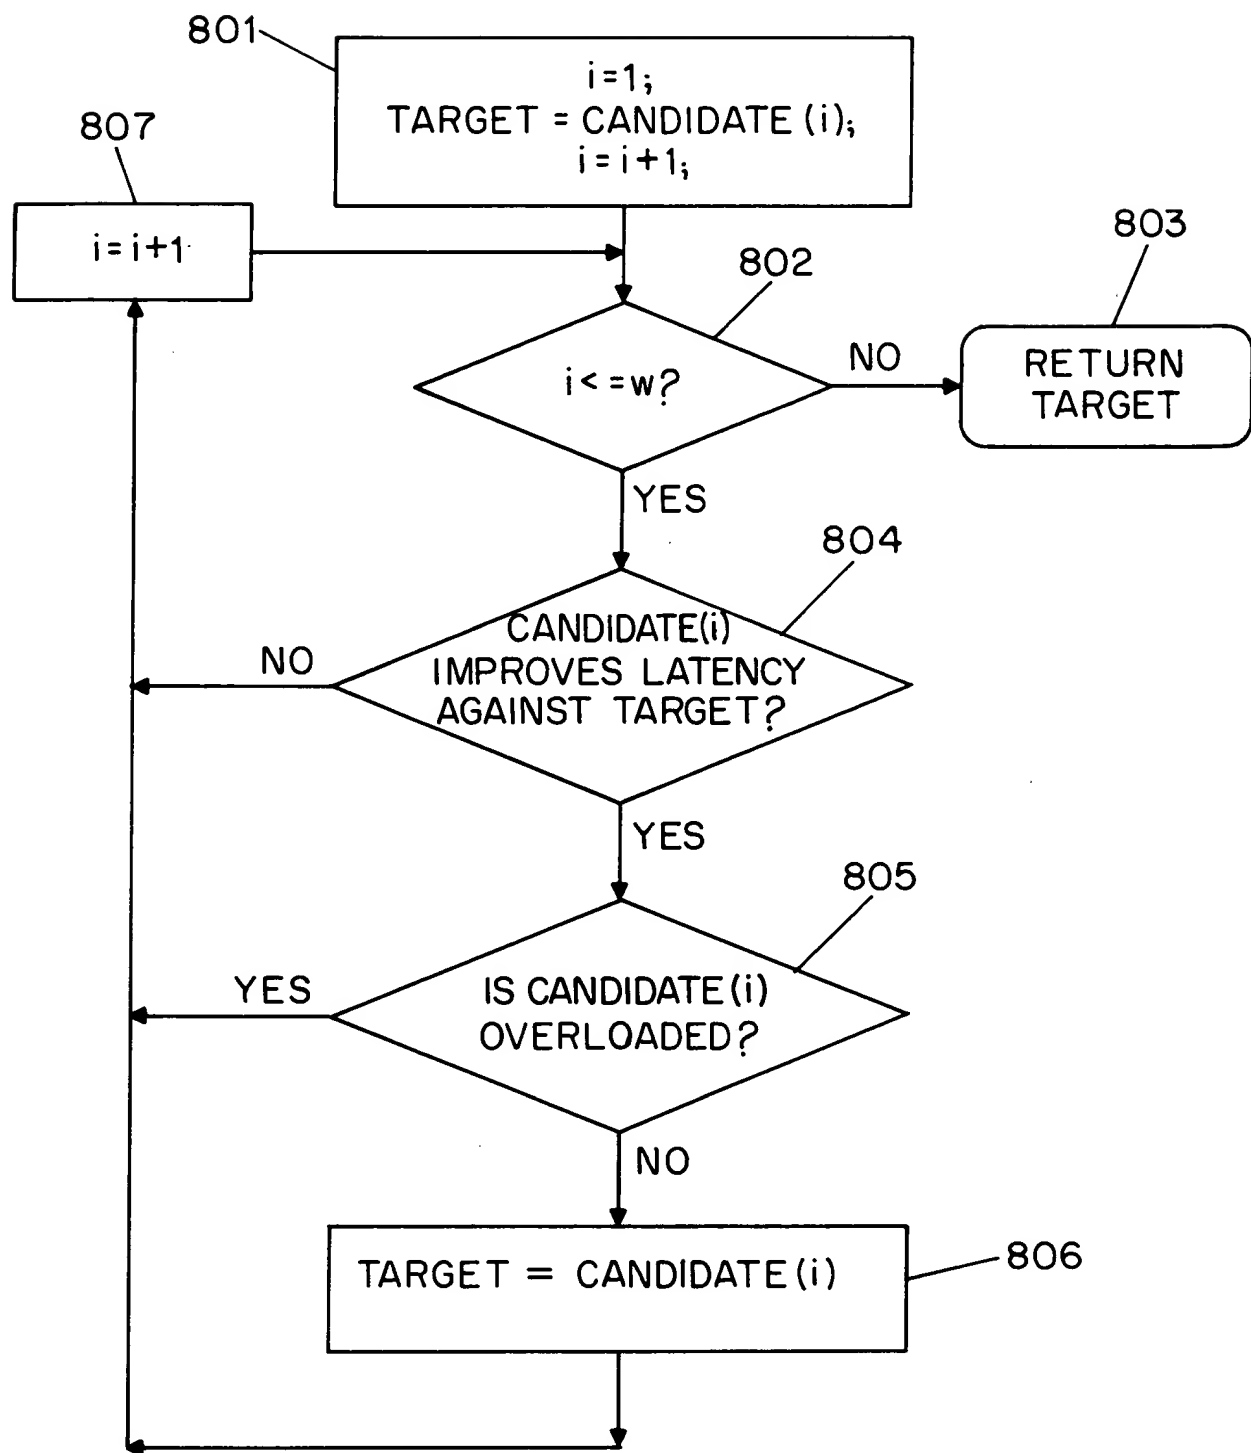 801
i=1;
TARGET = CANDIDATE (i);
i=i+1;
807
i=i+1
802
803
i<=w?
NO
RETURN
TARGET
YES
804
CANDIDATE(i)
IMPROVES LATENCY
AGAINST TARGET?
NO
YES
805
IS CANDIDATE(i)
OVERLOADED?
YES
NO
TARGET = CANDIDATE(i)
806